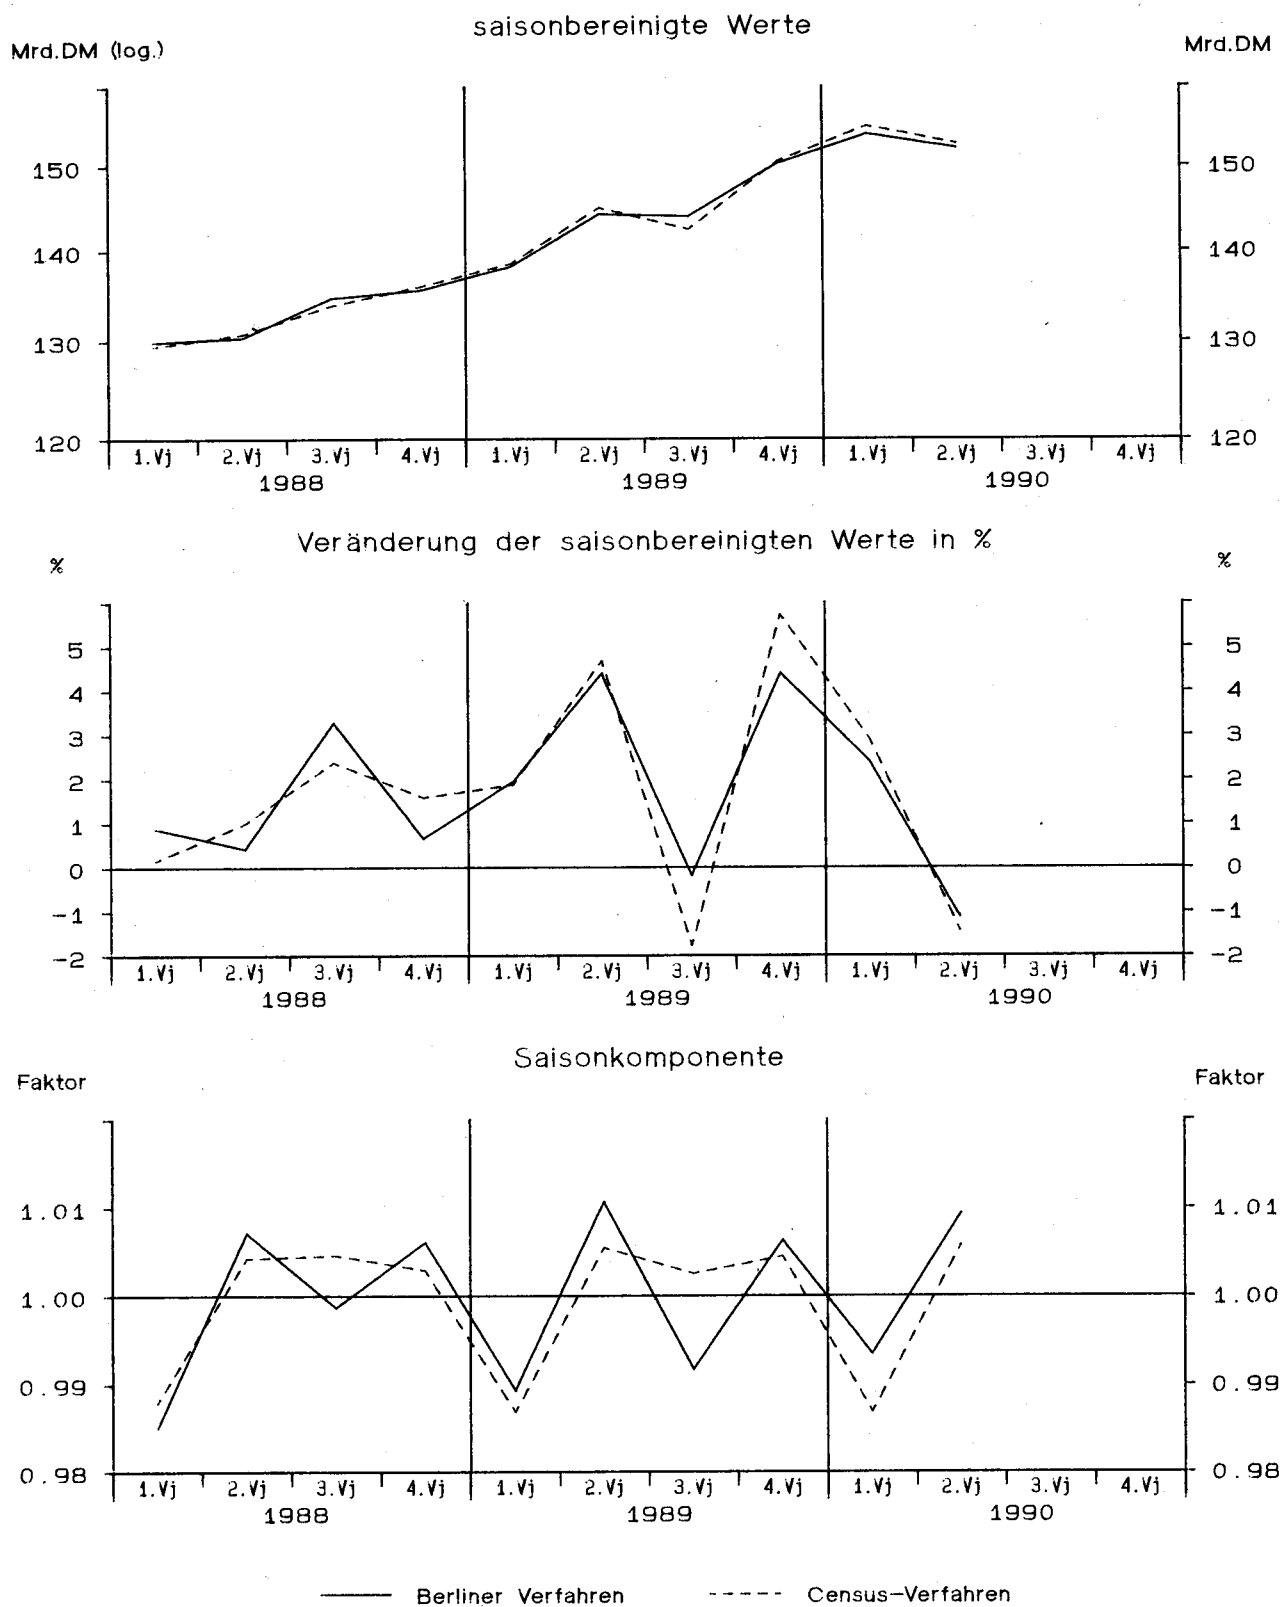 saisonbereinigte Werte
Mrd.DM (log.) Mrd.DM
150 150
140 140
130 130
120 120
1.Vj 2.Vj 3.Vj 4.Vj 1.Vj 2.Vj 3.Vj 4.Vj 1.Vj 2.Vj 3.Vj 4.Vj
1988 1989 1990
Veränderung der saisonbereinigten Werte in %
% %
5 5
4 4
3 3
2 2
1 1
0 0
-1 -1
-2 -2
1.Vj 2.Vj 3.Vj 4.Vj 1.Vj 2.Vj 3.Vj 4.Vj 1.Vj 2.Vj 3.Vj 4.Vj
1988 1989 1990
Saisonkomponente
Faktor Faktor
1.01 1.01
1.00 1.00
0.99 0.99
0.98 0.98
1.Vj 2.Vj 3.Vj 4.Vj 1.Vj 2.Vj 3.Vj 4.Vj 1.Vj 2.Vj 3.Vj 4.Vj
1988 1989 1990
Berliner Verfahren Census-Verfahren